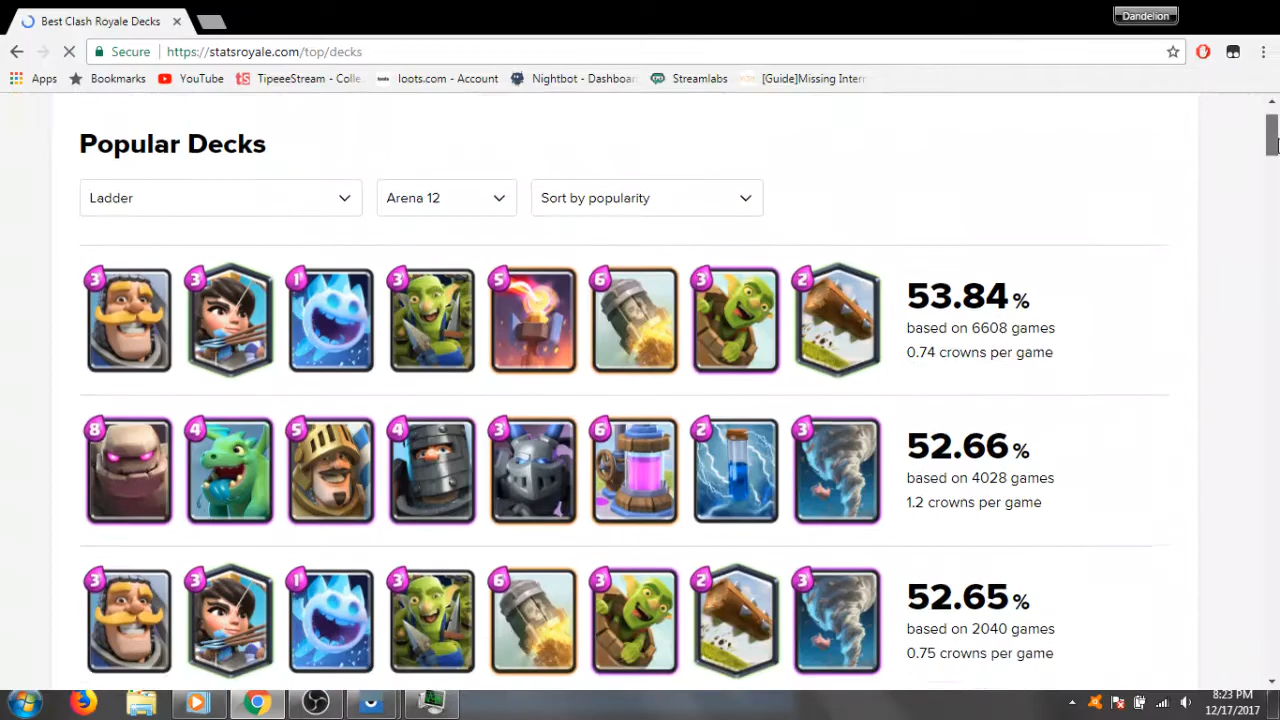 Best Clash Royale Decks
Dandelion
Secure https://statsroyale.com/top/decks
Apps Bookmarks YouTube TipeeeStream - Colle loots.com - Account Nightbot - Dashboar Streamlabs [Guide]Missing Intern
Popular Decks
Ladder Arena 12 Sort by popularity
3 3 1 3 5 6 3 2
53.84 %
based on 6608 games
0.74 crowns per game
8 4 5 4 3 6 2 3
52.66 %
based on 4028 games
1.2 crowns per game
3 3 1 3 6 3 2 3
52.65 %
based on 2040 games
0.75 crowns per game
8:23 PM
12/17/2017